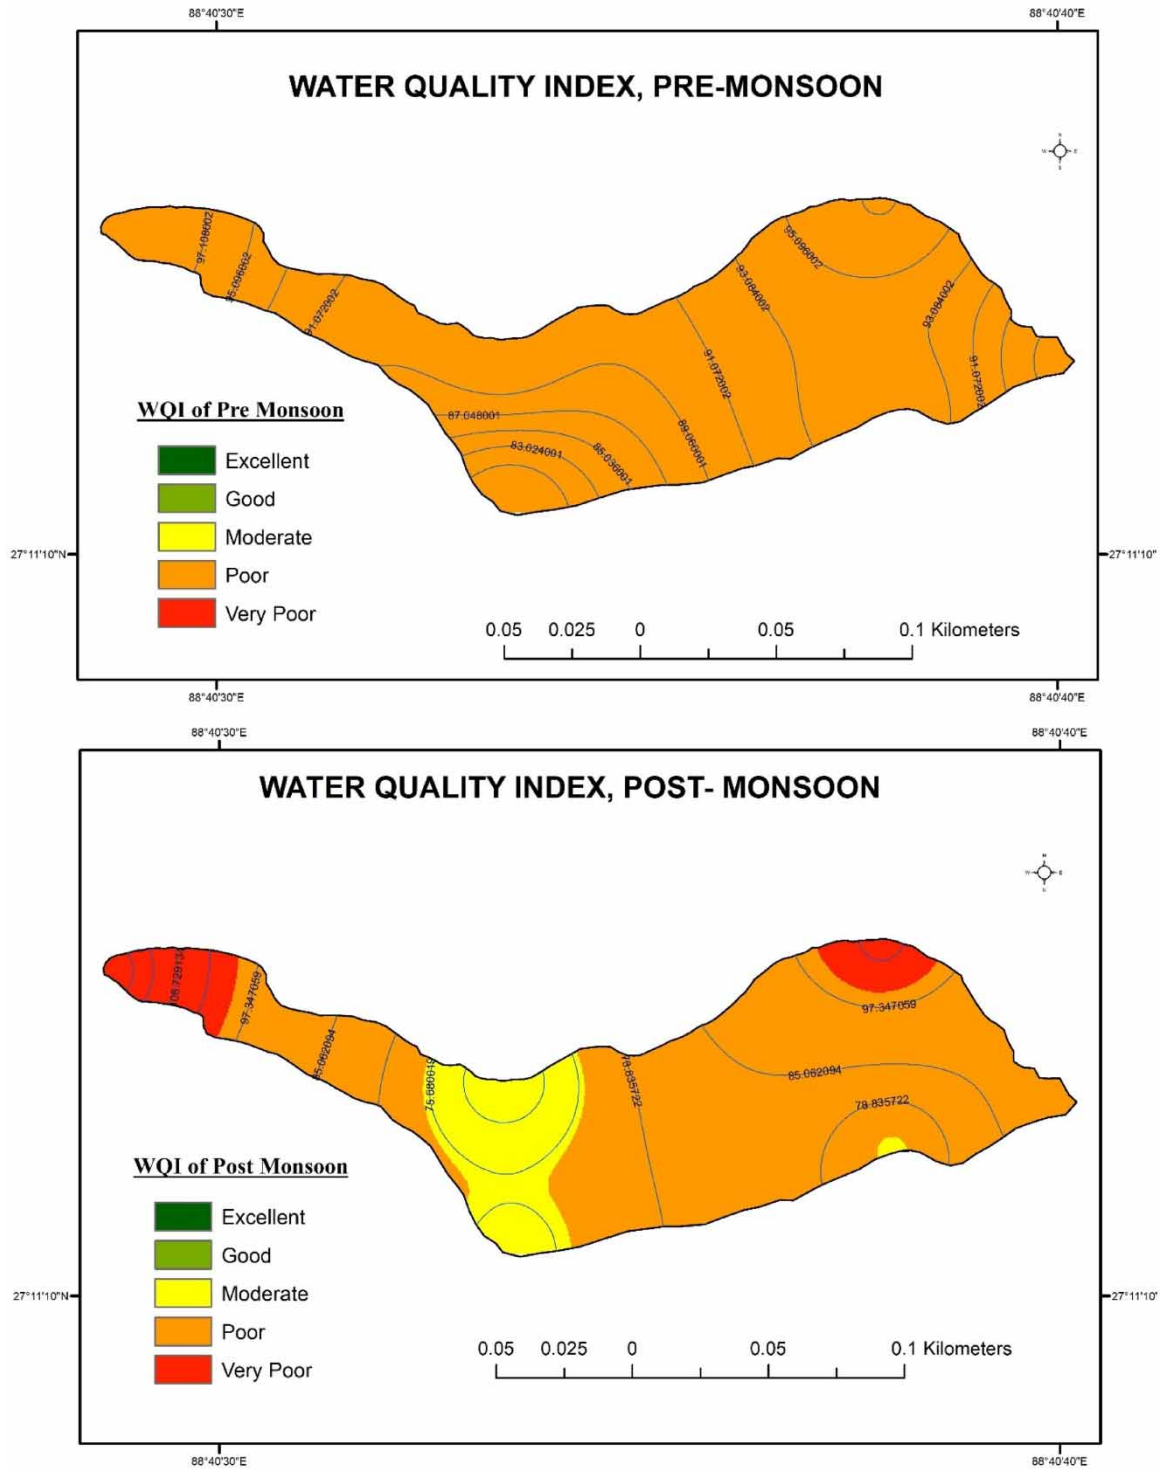 88°40'30"E
88°40'40"E
WATER QUALITY INDEX, PRE-MONSOON
N
W
E
S
97.108002
95.096002
91.072002
95.096002
93.084002
91.072002
93.084002
91.072002
87.048001
83.024001
85.036001
89.060001
WQI of Pre Monsoon
Excellent
Good
Moderate
Poor
Very Poor
27°11'10"N
27°11'10"
0.05 0.025 0 0.05 0.1 Kilometers
88°40'30"E
88°40'40"E
88°40'30"E
88°40'40"E
WATER QUALITY INDEX, POST- MONSOON
W
E
97.347059
85.062094
75.680019
78.835722
97.347059
85.062094
78.835722
WQI of Post Monsoon
Excellent
Good
Moderate
Poor
Very Poor
27°11'10"N
27°11'10'
0.05 0.025 0 0.05 0.1 Kilometers
88°40'30"E
88°40'40"E